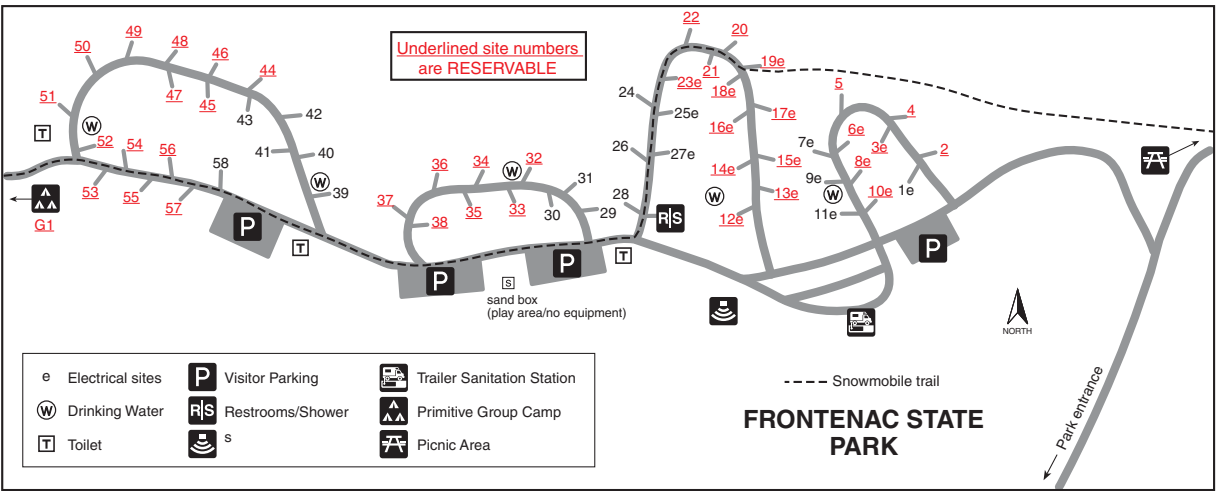 Underlined site numbers
are RESERVABLE
50
49
48
46
44
47
45
43
42
51
T
W
52
54
56
58
41
40
W
39
53
55
57
G1
P
T
36
34
W
32
31
37
38
35
33
30
29
P
P
T
S
sand box
(play area/no equipment)
22
20
21
19e
23e
18e
24
25e
17e
16e
26
27e
14e
15e
W
13e
28
R|S
12e
5
4
6e
3e
7e
8e
2
9e
W
10e
1e
11e
P
NORTH
Park entrance
e Electrical sites
W Drinking Water
T Toilet
P Visitor Parking
R|S Restrooms/Shower
s
Trailer Sanitation Station
Primitive Group Camp
Picnic Area
Snowmobile trail
FRONTENAC STATE
PARK